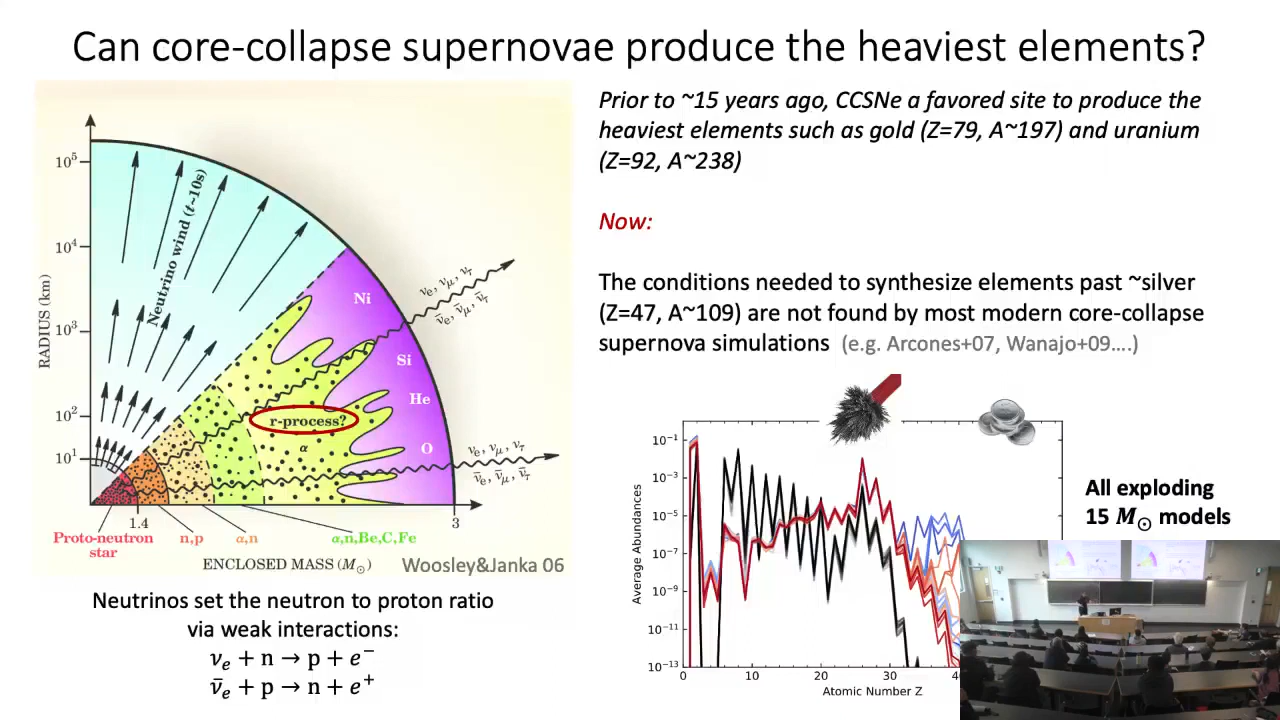 Can core-collapse supernovae produce the heaviest elements?
Prior to ~15 years ago, CCSNe a favored site to produce the
heaviest elements such as gold (Z=79, A~197) and uranium
(Z=92, A~238)
Now:
The conditions needed to synthesize elements past ~silver
(Z=47, A~109) are not found by most modern core-collapse
supernova simulations (e.g. Arcones+07, Wanajo+09....)
RADIUS (km)
10⁵
10⁴
10³
10²
10¹
Neutrino wind (t~10s)
Ni
Si
He
O
r-process?
α
νe, νμ, ντ
ν̄e, ν̄μ, ν̄τ
νe, νμ, ντ
ν̄e, ν̄μ, ν̄τ
1.4
3
Proto-neutron
star
n,p
α,n
α,n,Be,C,Fe
ENCLOSED MASS (M⊙)
Woosley&Janka 06
Neutrinos set the neutron to proton ratio
via weak interactions:
νe + n → p + e⁻
ν̄e + p → n + e⁺
Average Abundances
10⁻¹
10⁻³
10⁻⁵
10⁻⁷
10⁻⁹
10⁻¹¹
10⁻¹³
0
10
20
30
Atomic Number Z
All exploding
15 M⊙ models